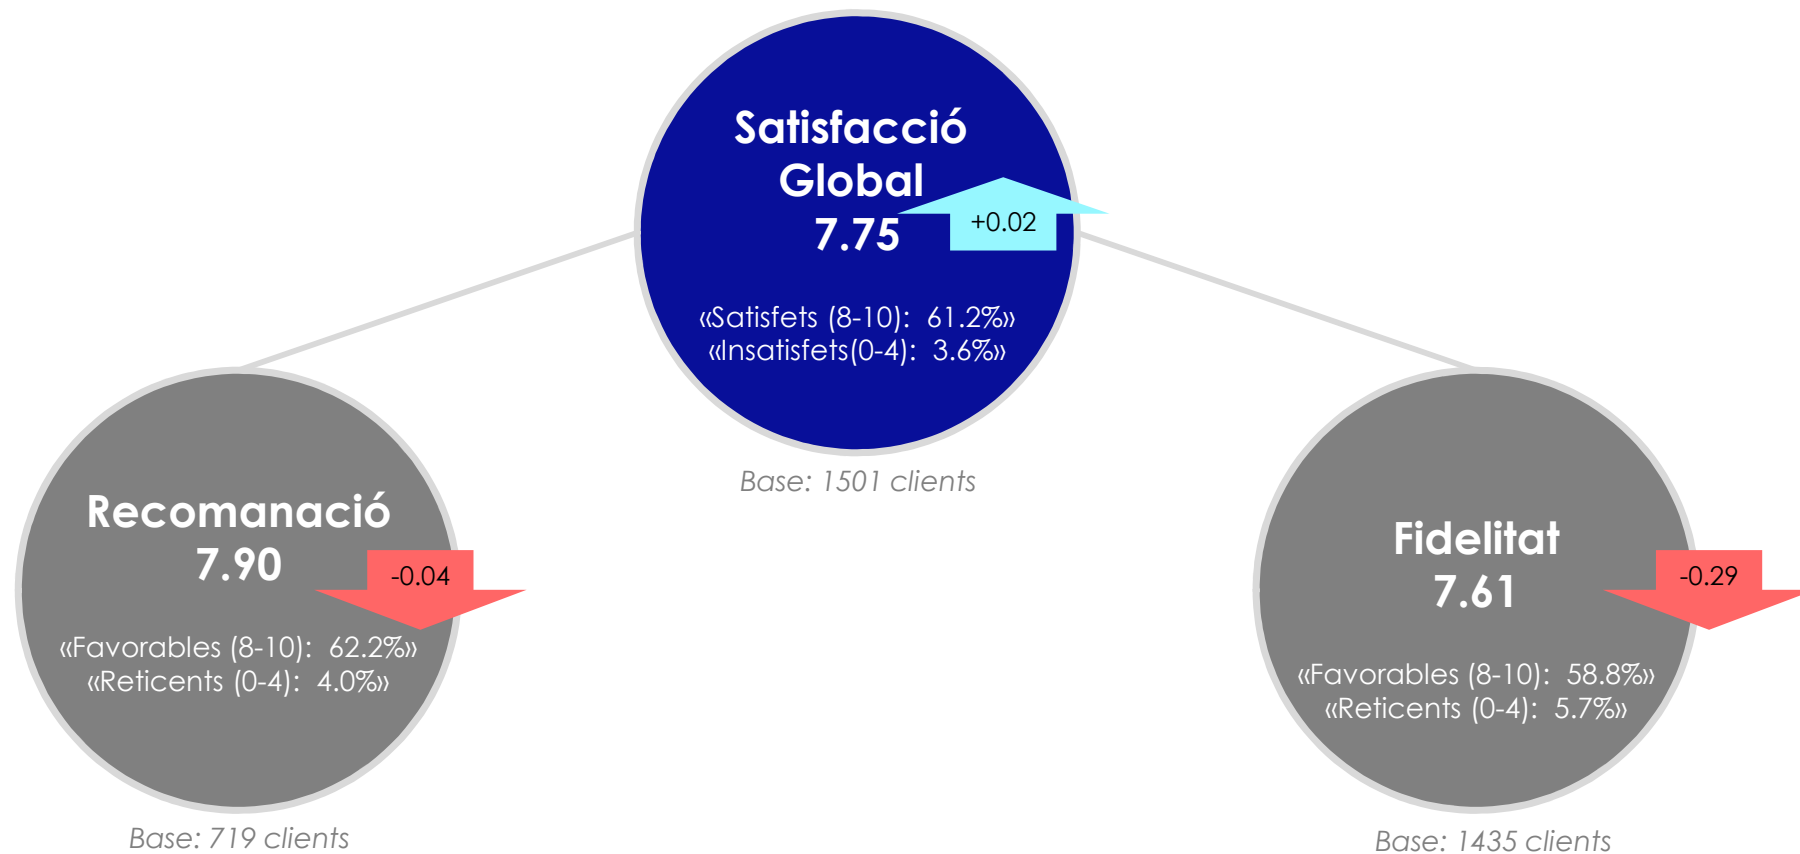 Satisfacció
Global
7.75
+0.02
«Satisfets (8-10):  61.2%»
«Insatisfets(0-4):  3.6%»
Base: 1501 clients
Recomanació
7.90
-0.04
«Favorables (8-10):  62.2%»
«Reticents (0-4):  4.0%»
Base: 719 clients
Fidelitat
7.61
-0.29
«Favorables (8-10):  58.8%»
«Reticents (0-4):  5.7%»
Base: 1435 clients